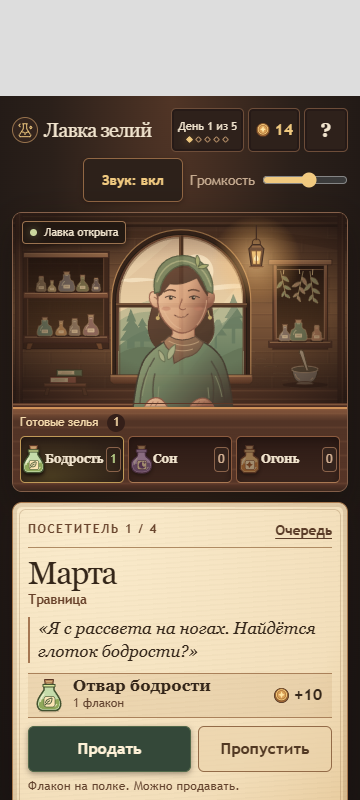 Лавка зелий
День 1 из 5
14
?
Звук: вкл
Громкость
Лавка открыта
Готовые зелья 1
Бодрость 1
Сон 0
Огонь 0
ПОСЕТИТЕЛЬ 1 / 4
Очередь
Марта
Травница
«Я с рассвета на ногах. Найдётся
глоток бодрости?»
Отвар бодрости
1 флакон
+10
Продать
Пропустить
Флакон на полке. Можно продавать.